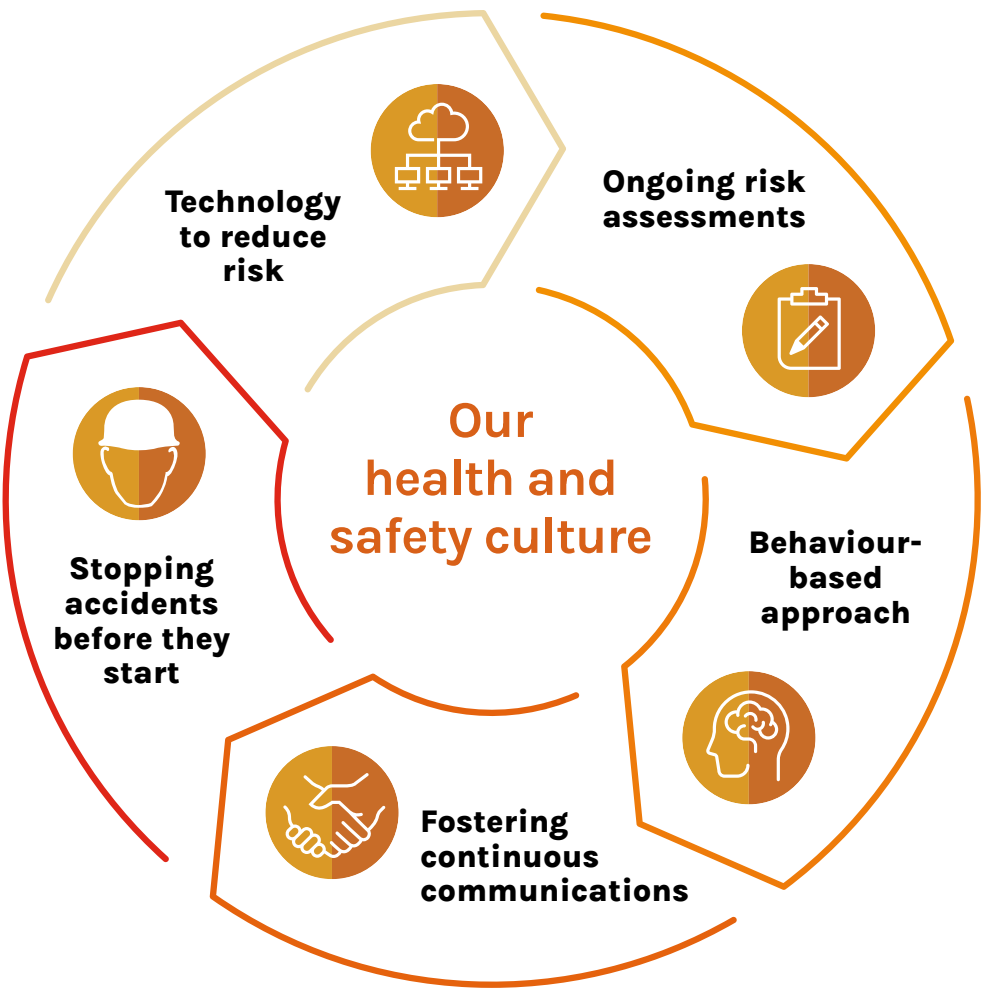 Technology
to reduce
risk
Ongoing risk
assessments
Our
health and
safety culture
Behaviour-
based
approach
Stopping
accidents
before they
start
Fostering
continuous
communications